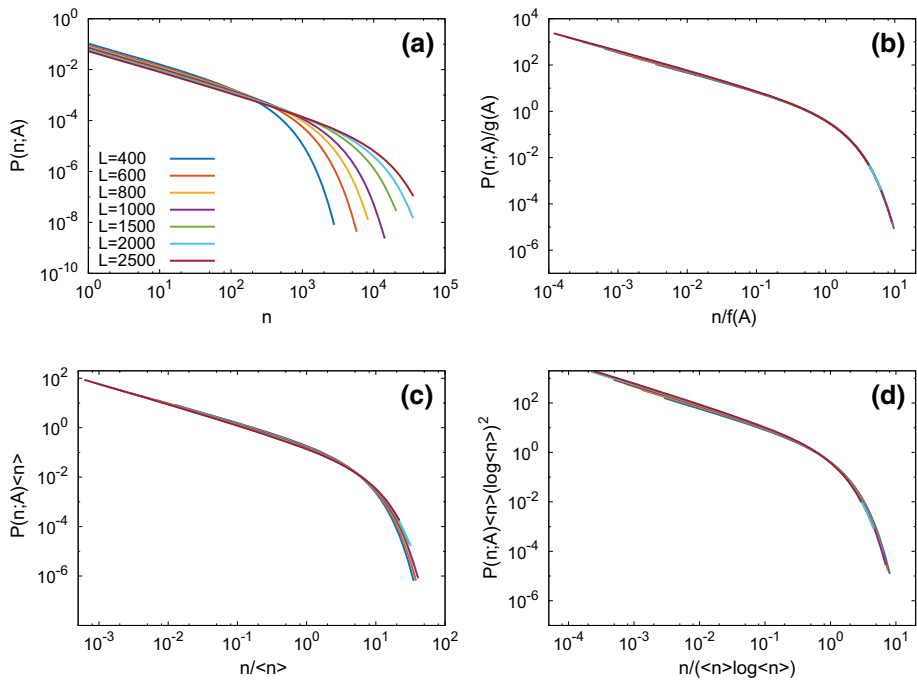 (a)
P(n;A)
10^0
10^-2
10^-4
10^-6
10^-8
10^-10
L=400
L=600
L=800
L=1000
L=1500
L=2000
L=2500
10^0 10^1 10^2 10^3 10^4 10^5
n
(b)
P(n;A)/g(A)
10^4
10^2
10^0
10^-2
10^-4
10^-6
10^-4 10^-3 10^-2 10^-1 10^0 10^1
n/f(A)
(c)
P(n;A)<n>
10^2
10^0
10^-2
10^-4
10^-6
10^-3 10^-2 10^-1 10^0 10^1 10^2
n/<n>
(d)
P(n;A)<n>(log<n>)^2
10^2
10^0
10^-2
10^-4
10^-6
10^-4 10^-3 10^-2 10^-1 10^0 10^1
n/(<n>log<n>)